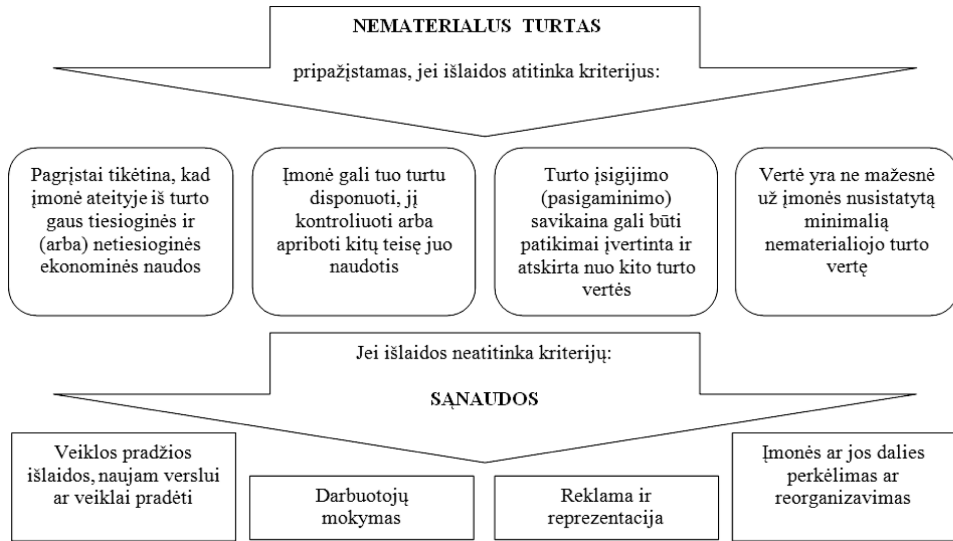 NEMATERIALUS TURTAS
pripažįstamas, jei išlaidos atitinka kriterijus:
Pagrįstai tikėtina, kad
įmonė ateityje iš turto
gaus tiesioginės ir
(arba) netiesioginės
ekonominės naudos
Įmonė gali tuo turtu
disponuoti, jį
kontroliuoti arba
apriboti kitų teisę juo
naudotis
Turto įsigijimo
(pasigaminimo)
savikaina gali būti
patikimai įvertinta ir
atskirta nuo kito turto
vertės
Vertė yra ne mažesnė
už įmonės nusistatytą
minimalią
nematerialiojo turto
vertę
Jei išlaidos neatitinka kriterijų:
SĄNAUDOS
Veiklos pradžios
išlaidos, naujam verslui
ar veiklai pradėti
Darbuotojų
mokymas
Reklama ir
reprezentacija
Įmonės ar jos dalies
perkėlimas ar
reorganizavimas